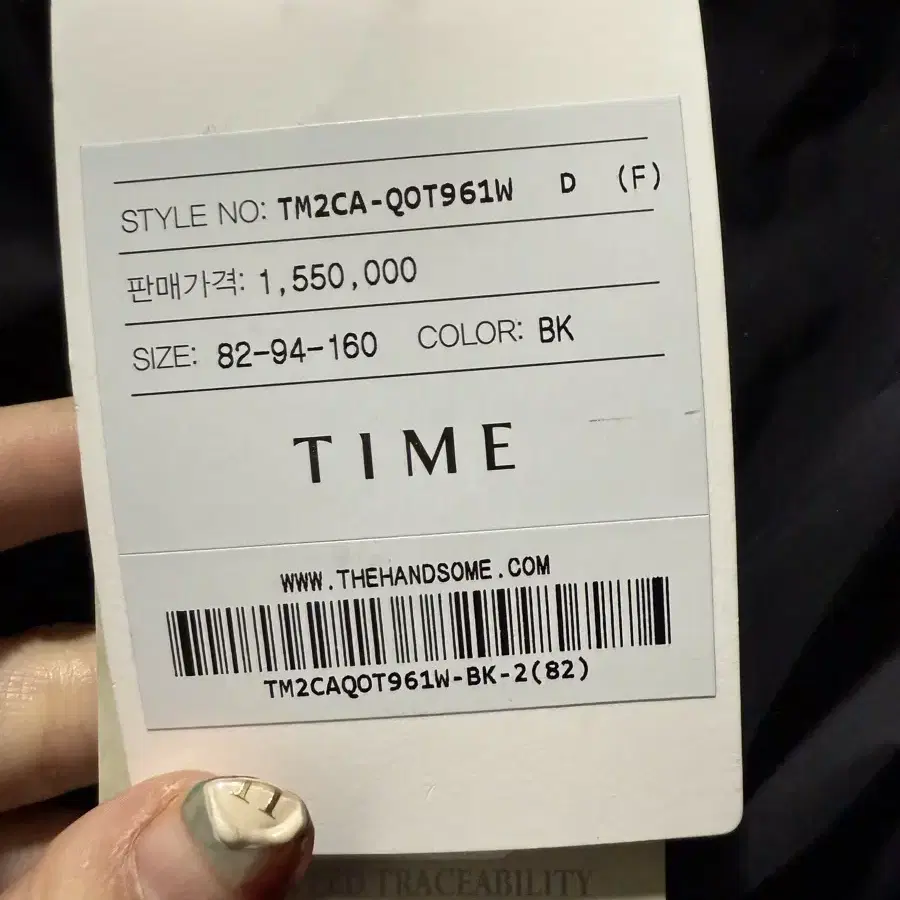 STYLE NO: TM2CA-QOT961W D (F)
판매가격: 1,550,000
SIZE: 82-94-160 COLOR: BK
TIME
WWW.THEHANDSOME.COM
TM2CAQOT961W-BK-2(82)
TRACEABILITY